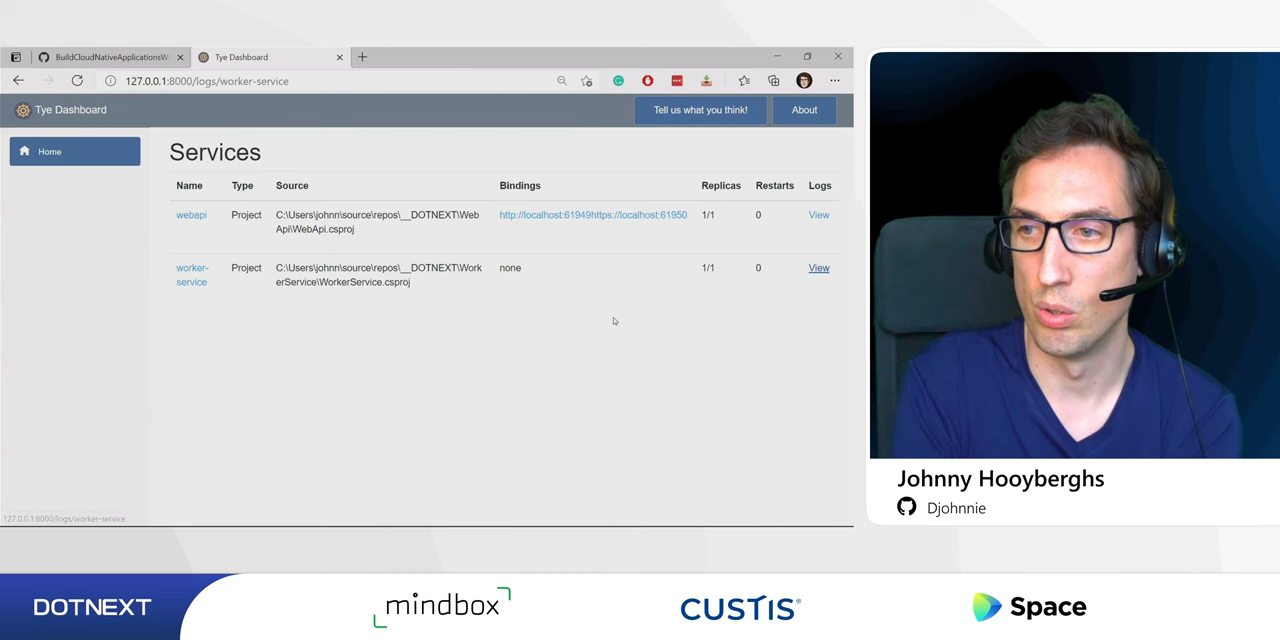 BuildCloudNativeApplicationsWi
Tye Dashboard
127.0.0.1:8000/logs/worker-service
Tye Dashboard
Tell us what you think!
About
Home
Services
Name Type Source Bindings Replicas Restarts Logs
webapi Project C:\Users\johnn\source\repos\__DOTNEXT\Web http://localhost:61949https://localhost:61950 1/1 0 View
Api\WebApi.csproj
worker- Project C:\Users\johnn\source\repos\__DOTNEXT\Work none 1/1 0 View
service erService\WorkerService.csproj
127.0.0.1:8000/logs/worker-service
Johnny Hooyberghs
Djohnnie
DOTNEXT
mindbox
CUSTIS®
Space